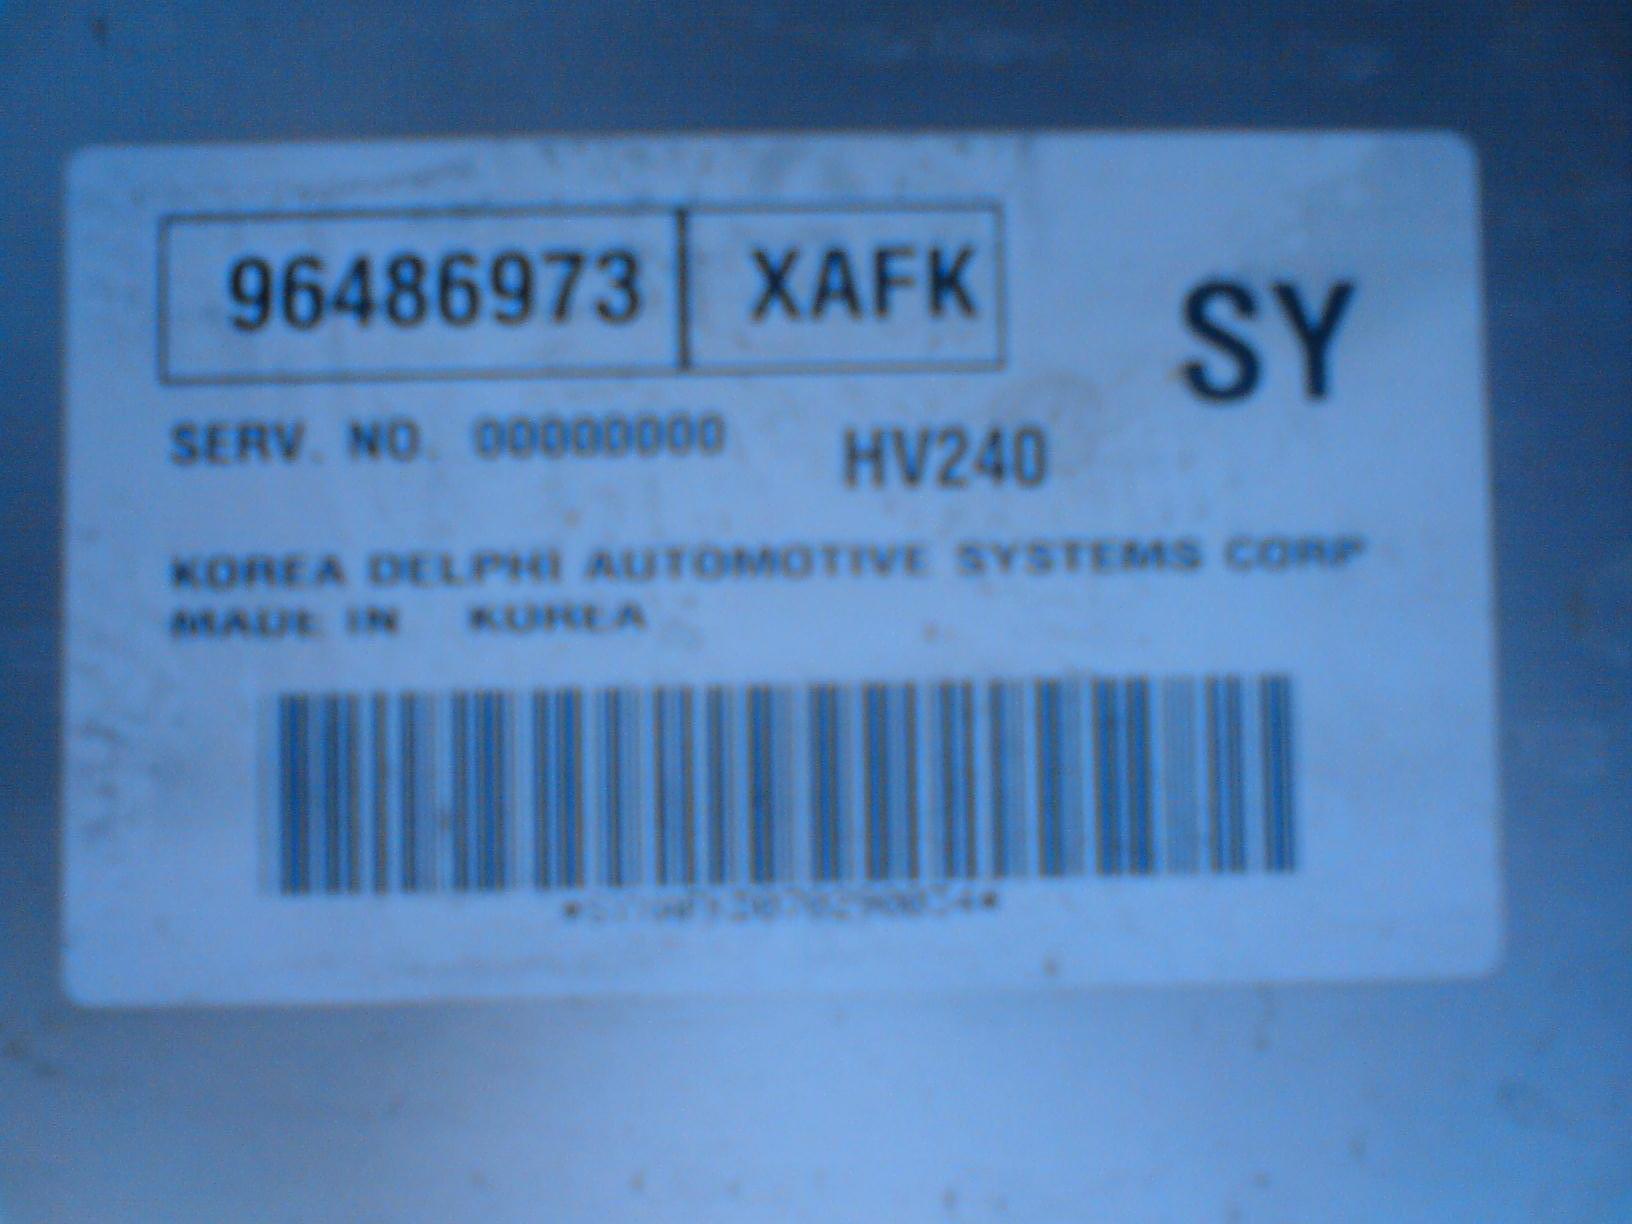 96486973 XAFK
SY
SERV. NO. 00000000 HV240
KOREA DELPHI AUTOMOTIVE SYSTEMS CORP
MADE IN KOREA